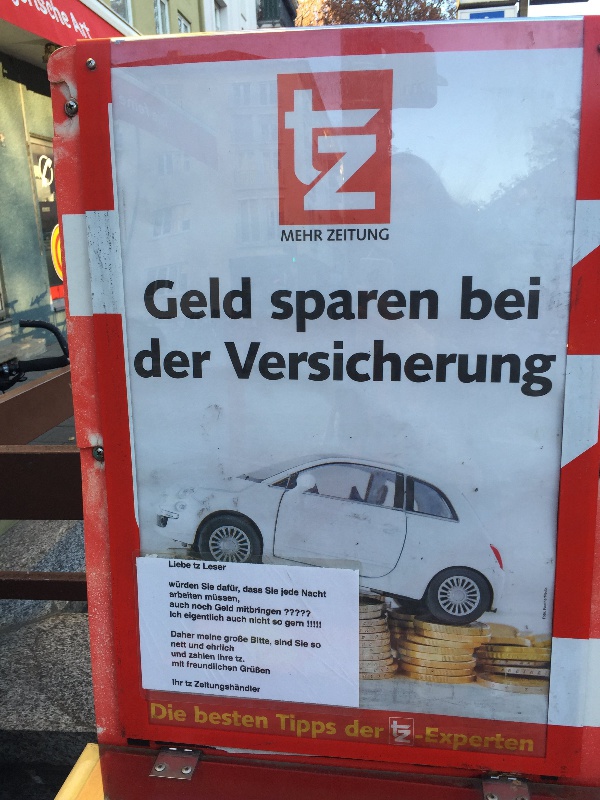 rische Art
tz
MEHR ZEITUNG
Geld sparen bei
der Versicherung
Liebe tz Leser
würden Sie dafür, dass Sie jede Nacht
arbeiten müssen,
auch noch Geld mitbringen ?????
Ich eigentlich auch nicht so gern !!!!!
Daher meine große Bitte, sind Sie so
nett und ehrlich
und zahlen Ihre tz.
mit freundlichen Grüßen
Ihr tz Zeitungshändler
Die besten Tipps der tz-Experten